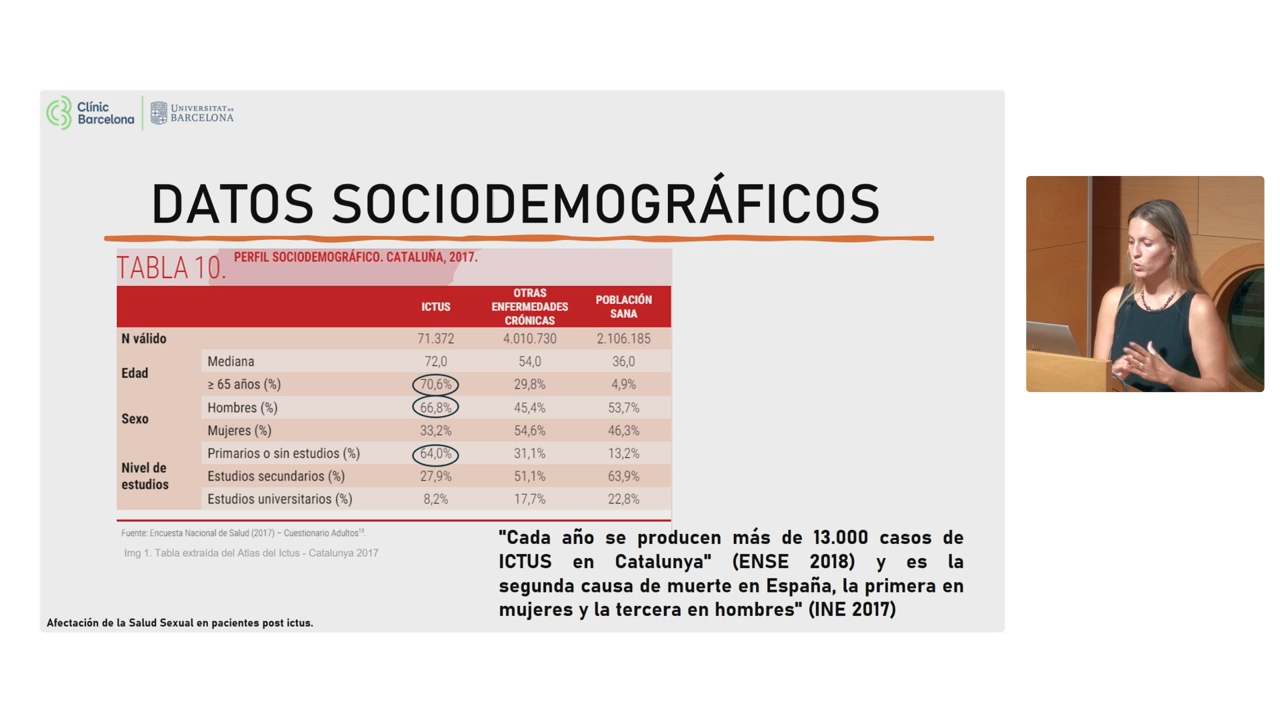 Clínic
Barcelona
UNIVERSITAT DE
BARCELONA
DATOS SOCIODEMOGRÁFICOS
TABLA 10. PERFIL SOCIODEMOGRÁFICO. CATALUÑA, 2017.
ICTUS OTRAS ENFERMEDADES CRÓNICAS POBLACIÓN SANA
N válido 71.372 4.010.730 2.106.185
Edad Mediana 72,0 54,0 36,0
≥ 65 años (%) 70,6% 29,8% 4,9%
Sexo Hombres (%) 66,8% 45,4% 53,7%
Mujeres (%) 33,2% 54,6% 46,3%
Nivel de estudios Primarios o sin estudios (%) 64,0% 31,1% 13,2%
Estudios secundarios (%) 27,9% 51,1% 63,9%
Estudios universitarios (%) 8,2% 17,7% 22,8%
Fuente: Encuesta Nacional de Salud (2017) – Cuestionario Adultos¹⁸.
Img 1. Tabla extraída del Atlas del Ictus - Catalunya 2017
"Cada año se producen más de 13.000 casos de
ICTUS en Catalunya" (ENSE 2018) y es la
segunda causa de muerte en España, la primera en
mujeres y la tercera en hombres" (INE 2017)
Afectación de la Salud Sexual en pacientes post ictus.